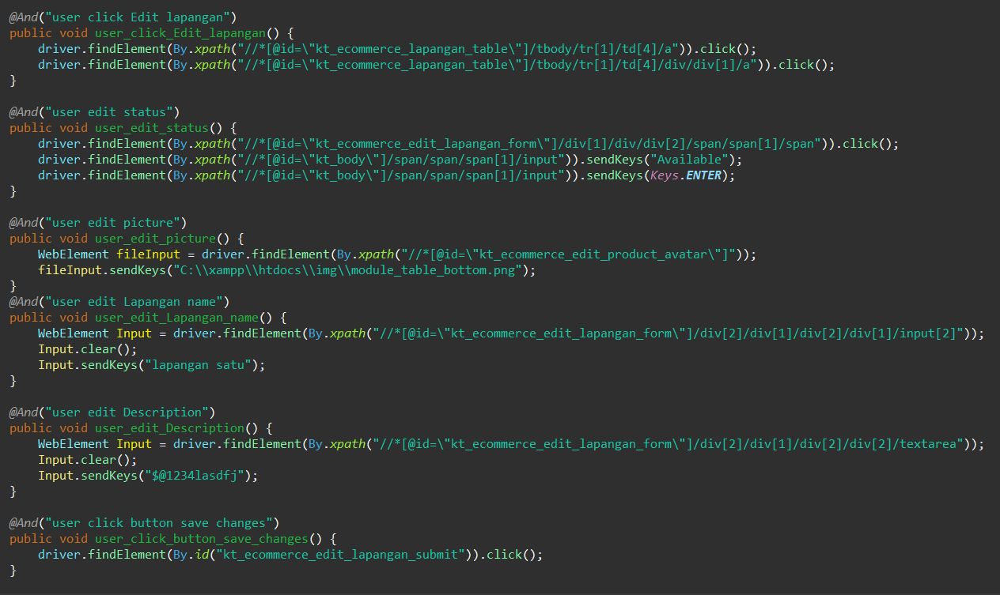 @And("user click Edit lapangan")
public void user_click_Edit_lapangan() {
    driver.findElement(By.xpath("//*[@id=\"kt_ecommerce_lapangan_table\"]/tbody/tr[1]/td[4]/a")).click();
    driver.findElement(By.xpath("//*[@id=\"kt_ecommerce_lapangan_table\"]/tbody/tr[1]/td[4]/div/div[1]/a")).click();
}

@And("user edit status")
public void user_edit_status() {
    driver.findElement(By.xpath("//*[@id=\"kt_ecommerce_edit_lapangan_form\"]/div[1]/div/div[2]/span/span[1]/span")).click();
    driver.findElement(By.xpath("//*[@id=\"kt_body\"]/span/span/span[1]/input")).sendKeys("Available");
    driver.findElement(By.xpath("//*[@id=\"kt_body\"]/span/span/span[1]/input")).sendKeys(Keys.ENTER);
}

@And("user edit picture")
public void user_edit_picture() {
    WebElement fileInput = driver.findElement(By.xpath("//*[@id=\"kt_ecommerce_edit_product_avatar\"]"));
    fileInput.sendKeys("C:\\xampp\\htdocs\\img\\module_table_bottom.png");
}
@And("user edit Lapangan name")
public void user_edit_Lapangan_name() {
    WebElement Input = driver.findElement(By.xpath("//*[@id=\"kt_ecommerce_edit_lapangan_form\"]/div[2]/div[1]/div[2]/div[1]/input[2]"));
    Input.clear();
    Input.sendKeys("lapangan satu");
}

@And("user edit Description")
public void user_edit_Description() {
    WebElement Input = driver.findElement(By.xpath("//*[@id=\"kt_ecommerce_edit_lapangan_form\"]/div[2]/div[1]/div[2]/div[2]/textarea"));
    Input.clear();
    Input.sendKeys("$@1234lasdfj");
}

@And("user click button save changes")
public void user_click_button_save_changes() {
    driver.findElement(By.id("kt_ecommerce_edit_lapangan_submit")).click();
}